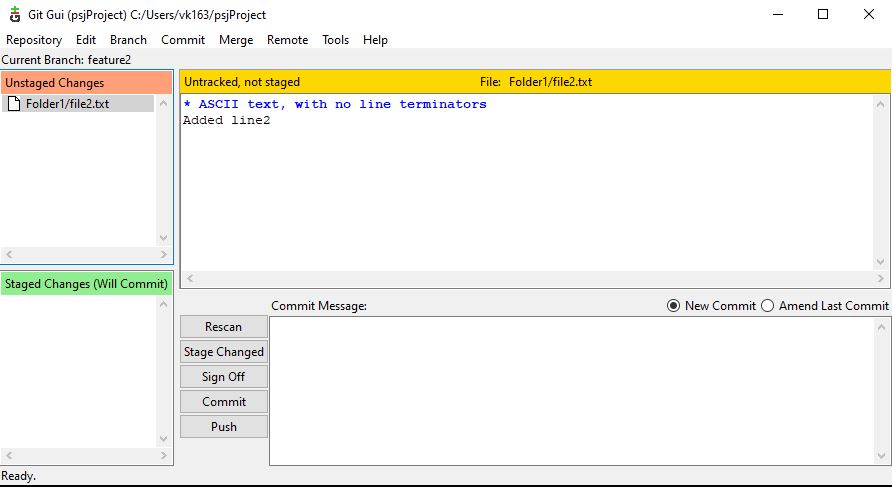 Git Gui (psjProject) C:/Users/vk163/psjProject
Repository Edit Branch Commit Merge Remote Tools Help
Current Branch: feature2
Unstaged Changes
Folder1/file2.txt
Untracked, not staged File: Folder1/file2.txt
* ASCII text, with no line terminators
Added line2
Staged Changes (Will Commit)
Commit Message:
New Commit Amend Last Commit
Rescan
Stage Changed
Sign Off
Commit
Push
Ready.